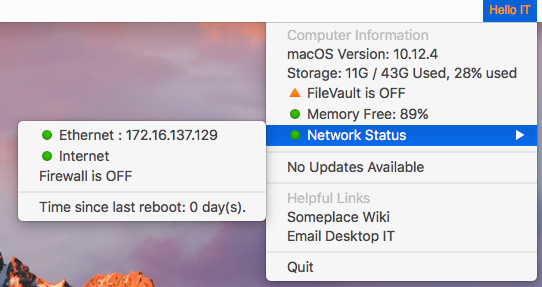 Hello IT
Computer Information
macOS Version: 10.12.4
Storage: 11G / 43G Used, 28% used
FileVault is OFF
Memory Free: 89%
Network Status
Ethernet : 172.16.137.129
Internet
Firewall is OFF
Time since last reboot: 0 day(s).
No Updates Available
Helpful Links
Someplace Wiki
Email Desktop IT
Quit